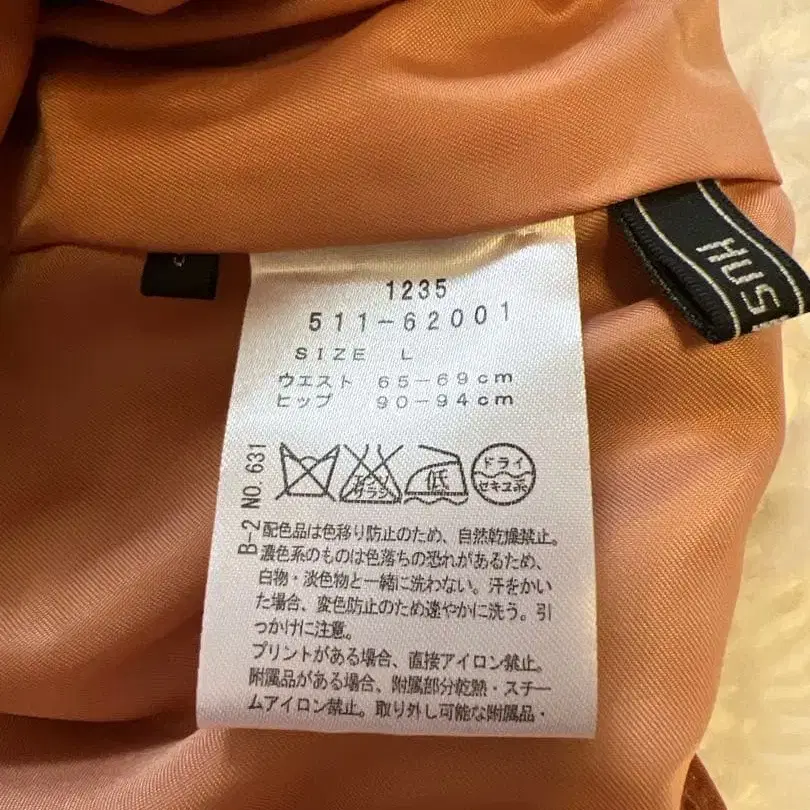 1235
511-62001
SIZE L
ウエスト 65-69cm
ヒップ 90-94cm
低
ドライ
セキユ系
B-2 NO.631
配色品は色移り防止のため、自然乾燥禁止。
濃色系のものは色落ちの恐れがあるため、
白物・淡色物と一緒に洗わない。汗をかい
た場合、変色防止のため速やかに洗う。引
っかけに注意。
プリントがある場合、直接アイロン禁止。
附属品がある場合、附属部分乾熱・スチー
ムアイロン禁止。取り外し可能な附属品・
HUS